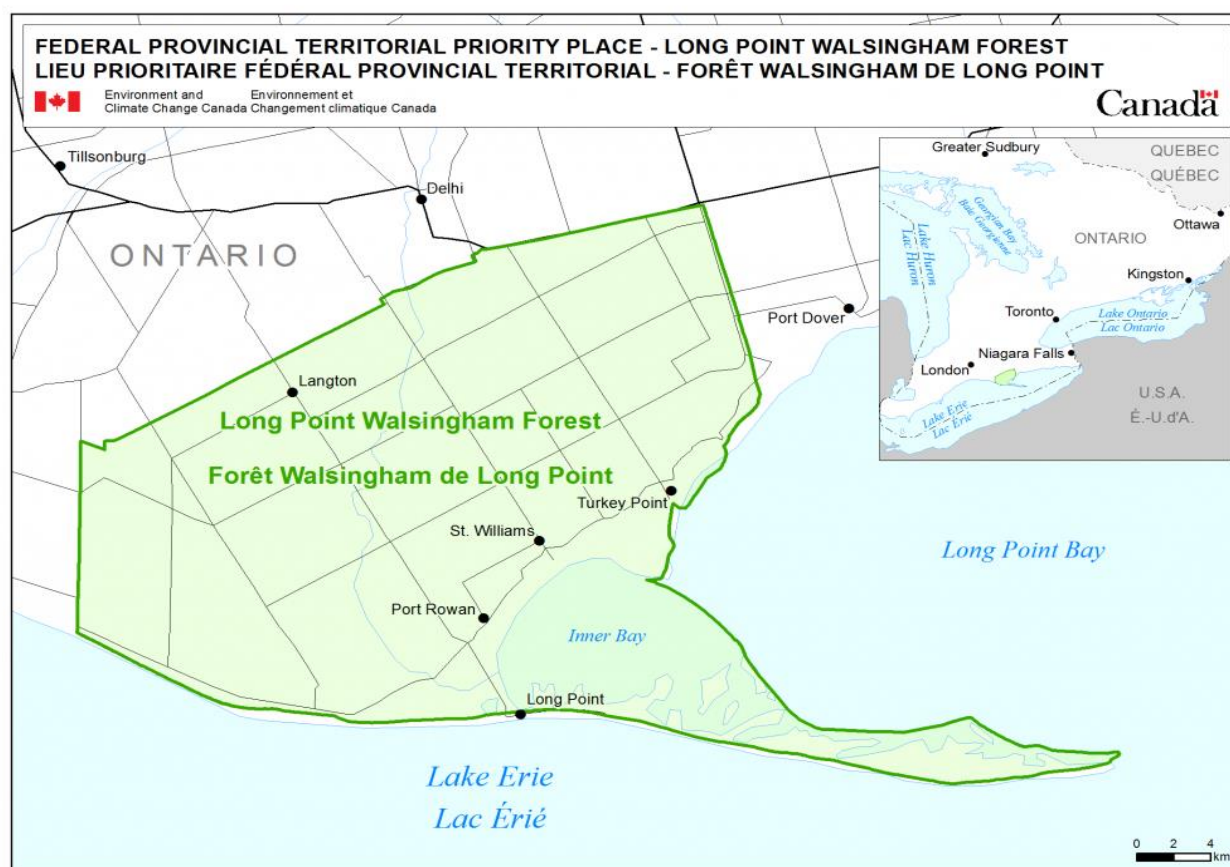 FEDERAL PROVINCIAL TERRITORIAL PRIORITY PLACE - LONG POINT WALSINGHAM FOREST
LIEU PRIORITAIRE FÉDÉRAL PROVINCIAL TERRITORIAL - FORÊT WALSINGHAM DE LONG POINT
Environment and
Climate Change Canada
Environnement et
Changement climatique Canada
Canada
Tillsonburg
Delhi
ONTARIO
Port Dover
Langton
Long Point Walsingham Forest
Forêt Walsingham de Long Point
Turkey Point
St. Williams
Port Rowan
Inner Bay
Long Point Bay
Long Point
Lake Erie
Lac Érié
Greater Sudbury
QUEBEC
QUÉBEC
Georgian Bay
Baie Georgienne
Ottawa
ONTARIO
Lake Huron
Lac Huron
Kingston
Toronto
Lake Ontario
Lac Ontario
Niagara Falls
London
U.S.A.
É.-U.d'A.
Lake Erie
Lac Érié
0 2 4
km